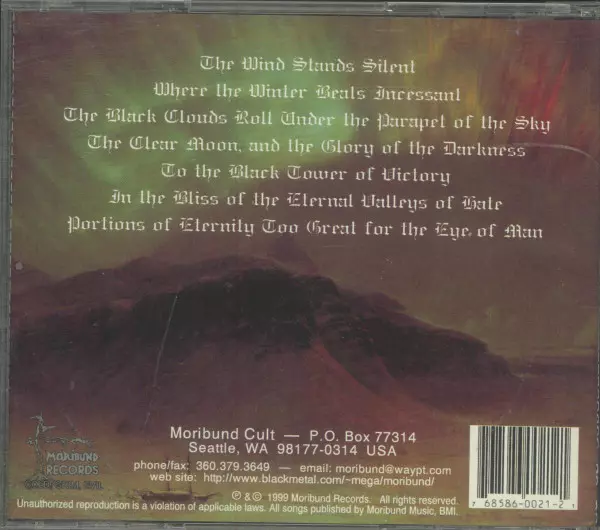 The Wind Stands Silent
Where the Winter Beats Incessant
The Black Clouds Roll Under the Parapet of the Sky
The Clear Moon, and the Glory of the Darkness
To the Black Tower of Victory
In the Bliss of the Eternal Valleys of Hate
Portions of Eternity Too Great for the Eye of Man
Moribund Cult — P.O. Box 77314
Seattle, WA 98177-0314 USA
phone/fax: 360.379.3649 — email: moribund@waypt.com
web site: http://www.blackmetal.com/~mega/moribund/
MORIBUND
RECORDS
℗ & © 1999 Moribund Records. All rights reserved.
Unauthorized reproduction is a violation of applicable laws. All songs published by Moribund Music, BMI.
7 68586-0021-2